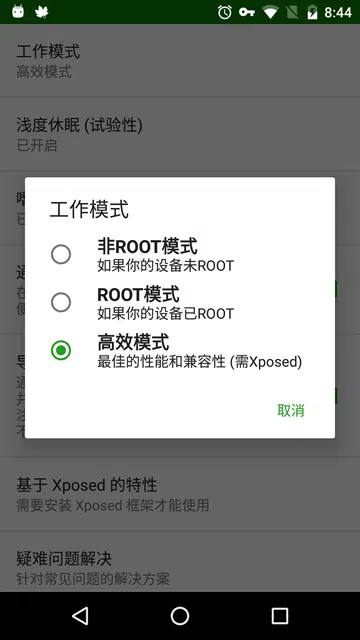 8:44
工作模式
高效模式
浅度休眠 (试验性)
已开启
工作模式
非ROOT模式
如果你的设备未ROOT
ROOT模式
如果你的设备已ROOT
高效模式
最佳的性能和兼容性 (需Xposed)
取消
基于 Xposed 的特性
需要安装 Xposed 框架才能使用
疑难问题解决
针对常见问题的解决方案